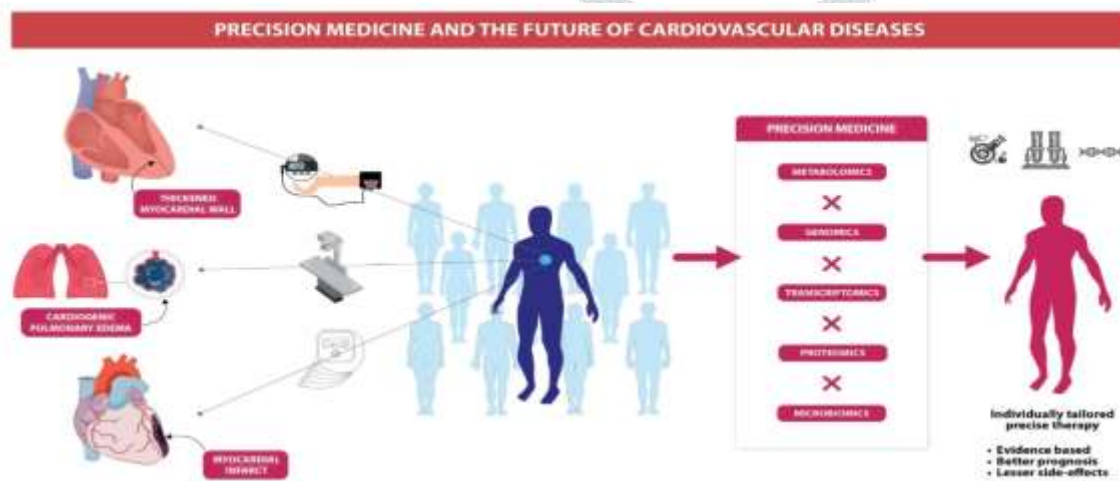 PRECISION MEDICINE AND THE FUTURE OF CARDIOVASCULAR DISEASES
THICKENED
MYOCARDIAL WALL
CARDIOGENIC
PULMONARY EDEMA
MYOCARDIAL
INFARCT
PRECISION MEDICINE
METABOLOMICS
GENOMICS
TRANSCRIPTOMICS
PROTEOMICS
MICROBIOMICS
Individually tailored
precise therapy
• Evidence based
• Better prognosis
• Lesser side-effects